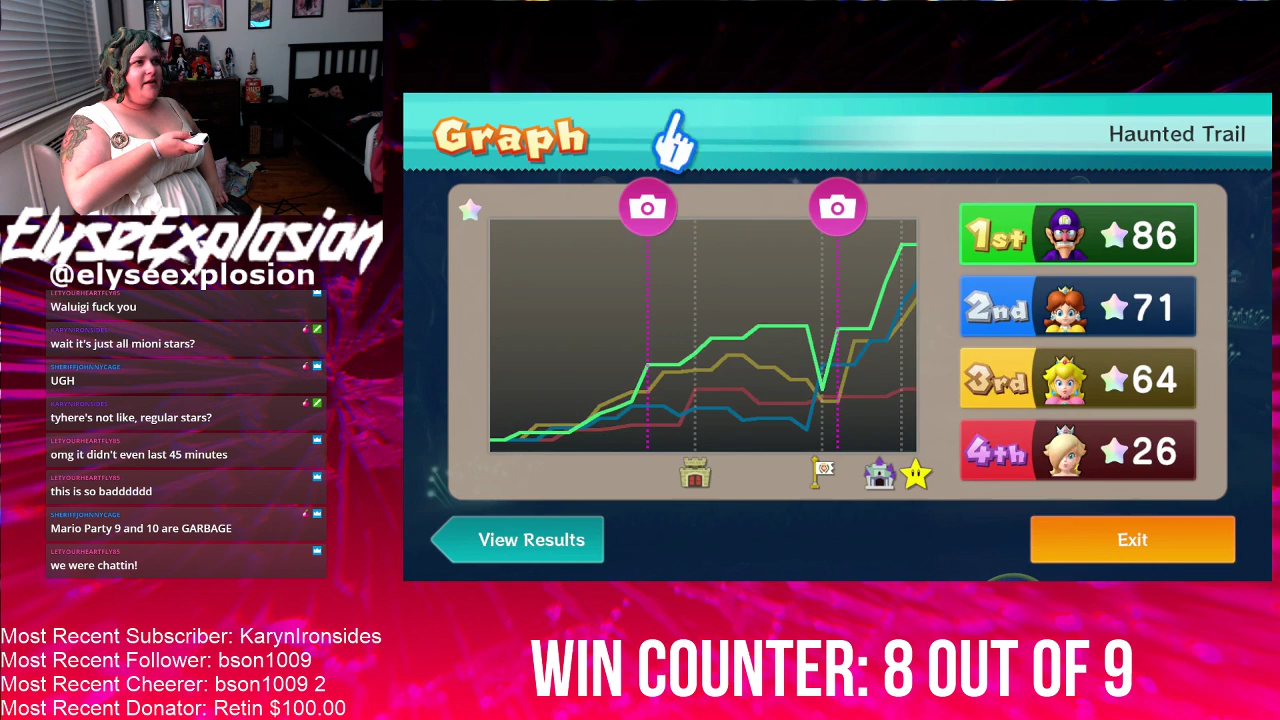 Graph
Haunted Trail
1st 86
2nd 71
3rd 64
4th 26
View Results
Exit
ElyseExplosion
@elyseexplosion
LETYOURHEARTFLY85
Waluigi fuck you
KARYNIRONSIDES
wait it's just all mioni stars?
SHERIFFJOHNNYCAGE
UGH
KARYNIRONSIDES
tyhere's not like, regular stars?
LETYOURHEARTFLY85
omg it didn't even last 45 minutes
LETYOURHEARTFLY85
this is so badddddd
SHERIFFJOHNNYCAGE
Mario Party 9 and 10 are GARBAGE
LETYOURHEARTFLY85
we were chattin!
Most Recent Subscriber: KarynIronsides
Most Recent Follower: bson1009
Most Recent Cheerer: bson1009 2
Most Recent Donator: Retin $100.00
WIN COUNTER: 8 OUT OF 9